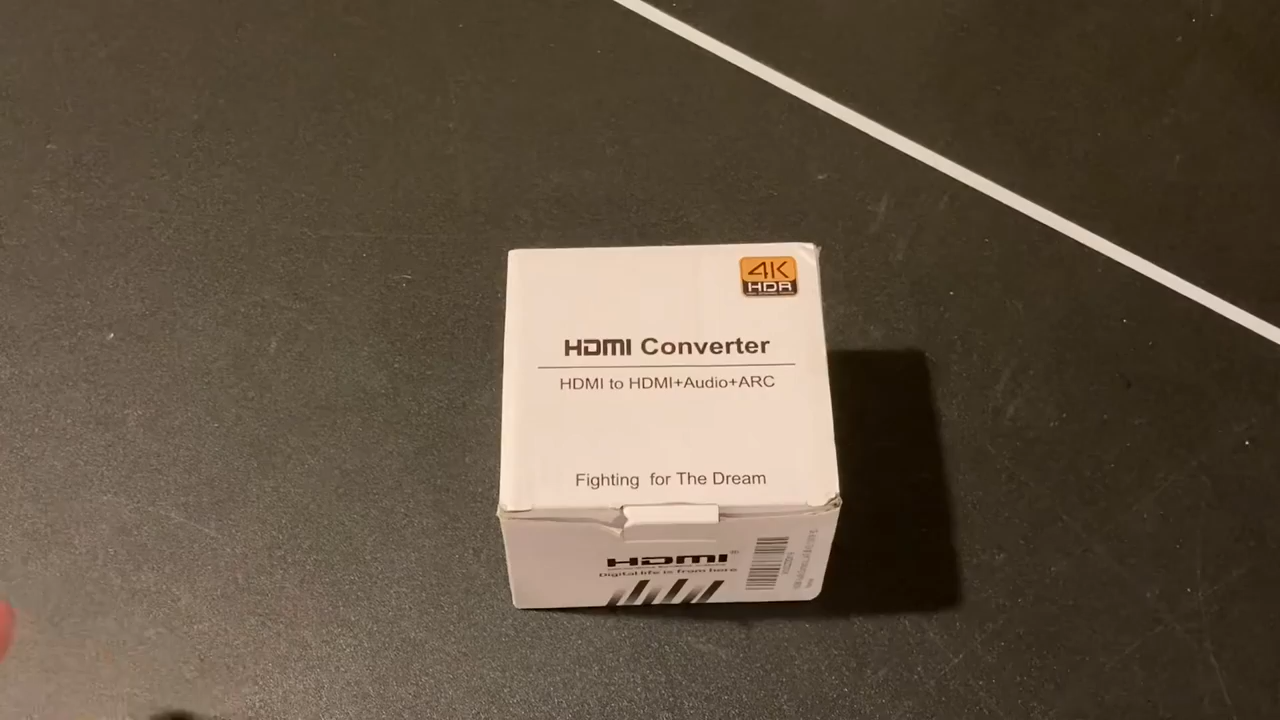 4K
HDR
HDMI Converter
HDMI to HDMI+Audio+ARC
Fighting for The Dream
HDMI®
Digital life is from here